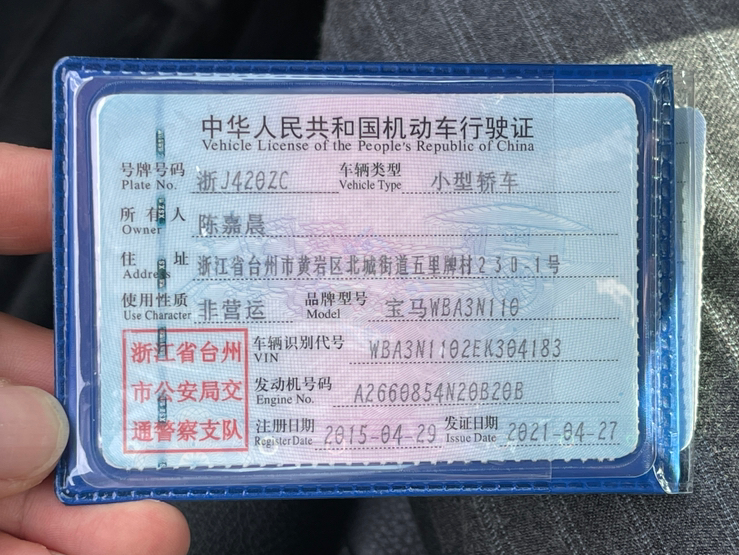 中华人民共和国机动车行驶证
Vehicle License of the People's Republic of China
号牌号码 浙J420ZC 车辆类型 小型轿车
Plate No. Vehicle Type
所有人 陈嘉晨
Owner
住址 浙江省台州市黄岩区北城街道五里牌村230-1号
Address
使用性质 非营运 品牌型号 宝马WBA3N110
Use Character Model
浙江省台州
市公安局交
通警察支队
车辆识别代号 WBA3N1102EK304183
VIN
发动机号码 A2660854N20B20B
Engine No.
注册日期 2015-04-29 发证日期 2021-04-27
Register Date Issue Date